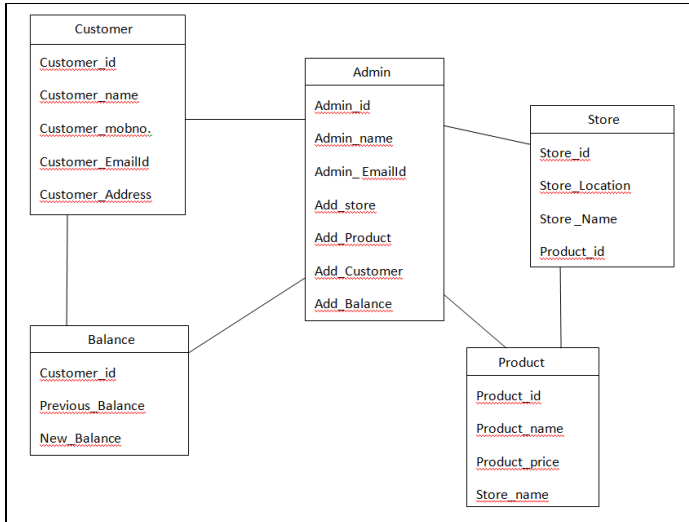 Customer
Customer_id
Customer_name
Customer_mobno.
Customer_EmailId
Customer_Address
Admin
Admin_id
Admin_name
Admin_ EmailId
Add_store
Add_Product
Add_Customer
Add_Balance
Store
Store_id
Store_Location
Store _Name
Product_id
Balance
Customer_id
Previous_Balance
New_Balance
Product
Product_id
Product_name
Product_price
Store_name